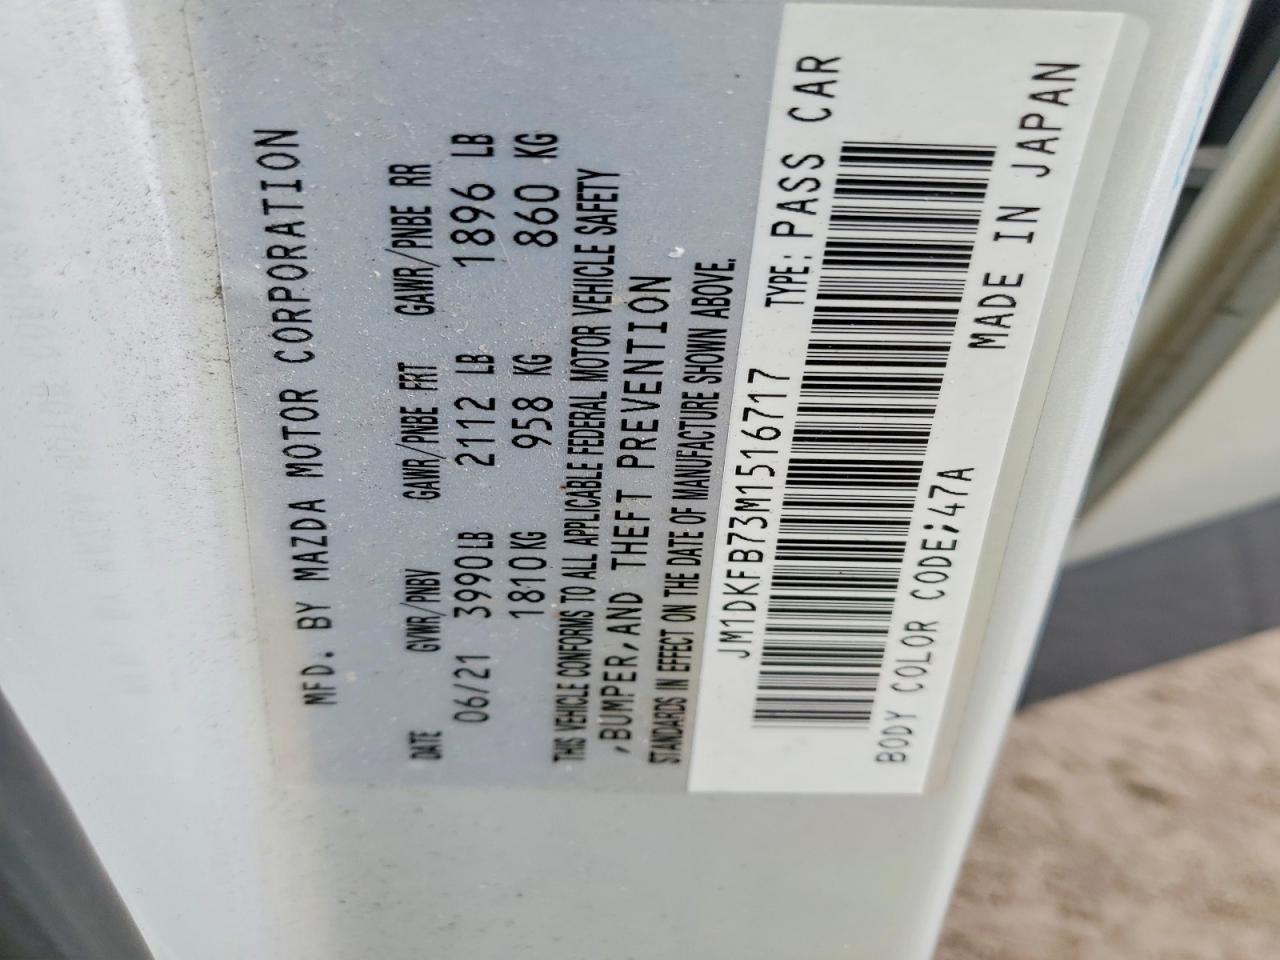 MFD. BY MAZDA MOTOR CORPORATION
DATE GVWR/PNBV GAWR/PNBE FRT GAWR/PNBE RR
06/21 3990LB 2112 LB 1896 LB
1810KG 958 KG 860 KG
THIS VEHICLE CONFORMS TO ALL APPLICABLE FEDERAL MOTOR VEHICLE SAFETY
,BUMPER,AND THEFT PREVENTION
STANDARDS IN EFFECT ON THE DATE OF MANUFACTURE SHOWN ABOVE.
JM1DKFB73M1516717 TYPE: PASS CAR
BODY COLOR CODE:47A MADE IN JAPAN